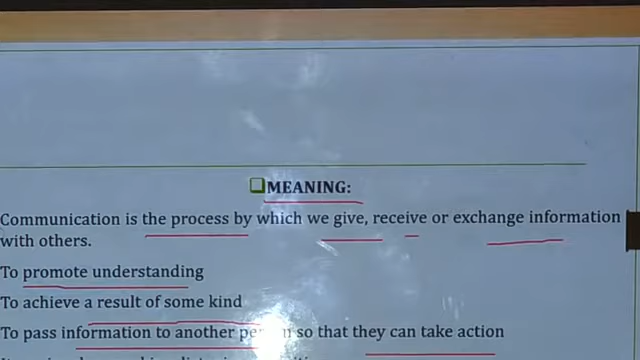 MEANING:
Communication is the process by which we give, receive or exchange information
with others.
To promote understanding
To achieve a result of some kind
To pass information to another so that they can take action